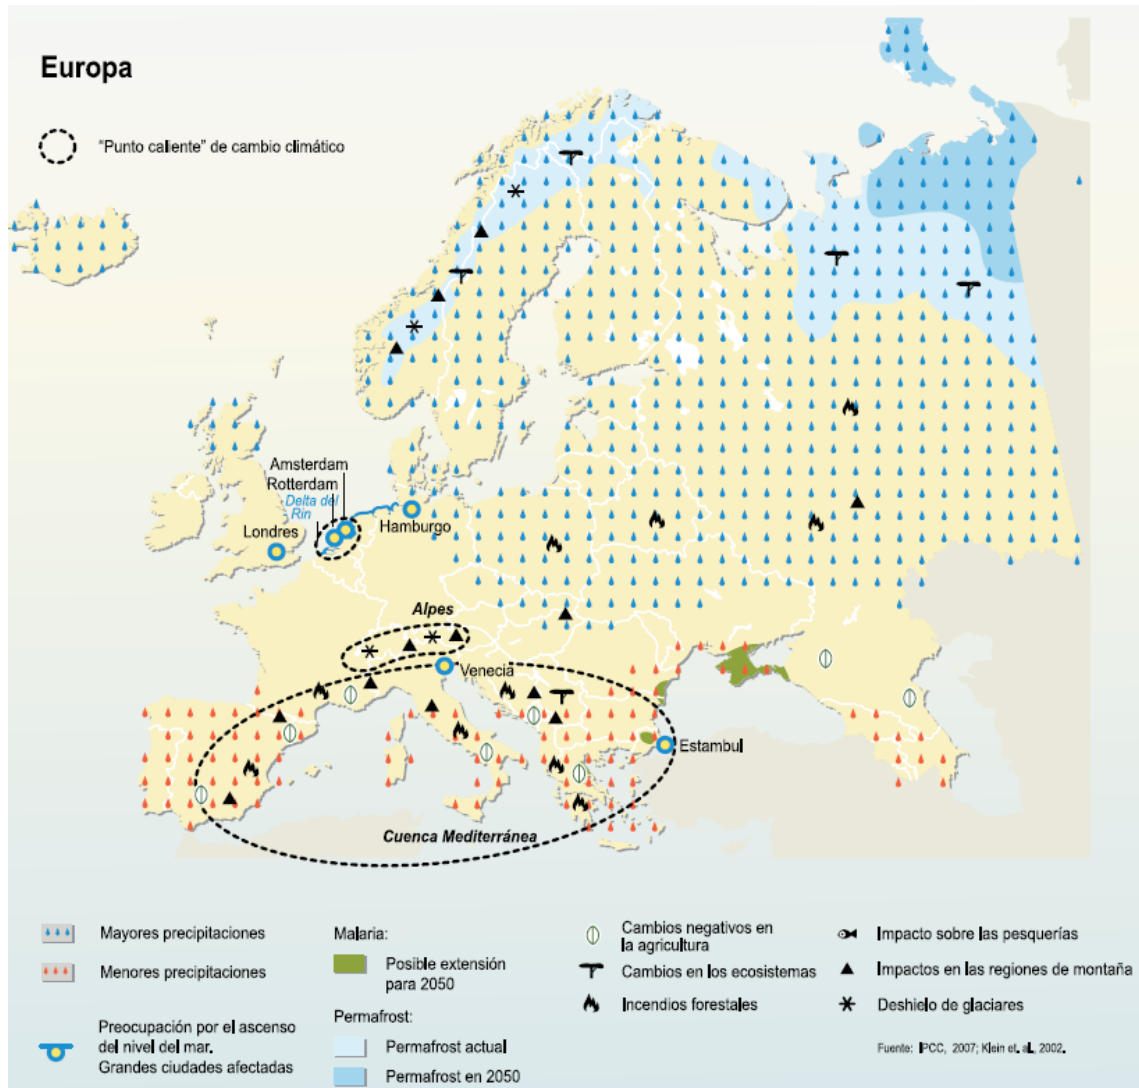 Europa
"Punto caliente" de cambio climático
Amsterdam
Rotterdam
Delta del
Rin
Londres
Hamburgo
Alpes
Venecia
Estambul
Cuenca Mediterránea
Mayores precipitaciones
Menores precipitaciones
Preocupación por el ascenso
del nivel del mar.
Grandes ciudades afectadas
Malaria:
Posible extensión
para 2050
Permafrost:
Permafrost actual
Permafrost en 2050
Cambios negativos en
la agricultura
Cambios en los ecosistemas
Incendios forestales
Impacto sobre las pesquerías
Impactos en las regiones de montaña
Deshielo de glaciares
Fuente: IPCC, 2007; Klein et. al., 2002.